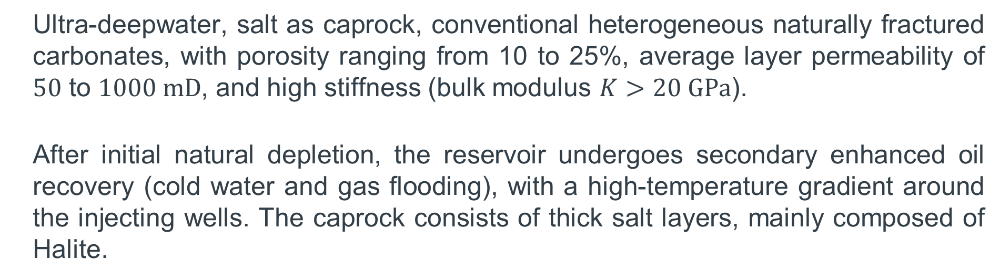 Ultra-deepwater, salt as caprock, conventional heterogeneous naturally fractured
carbonates, with porosity ranging from 10 to 25%, average layer permeability of
50 to 1000 mD, and high stiffness (bulk modulus K > 20 GPa).
After initial natural depletion, the reservoir undergoes secondary enhanced oil
recovery (cold water and gas flooding), with a high-temperature gradient around
the injecting wells. The caprock consists of thick salt layers, mainly composed of
Halite.